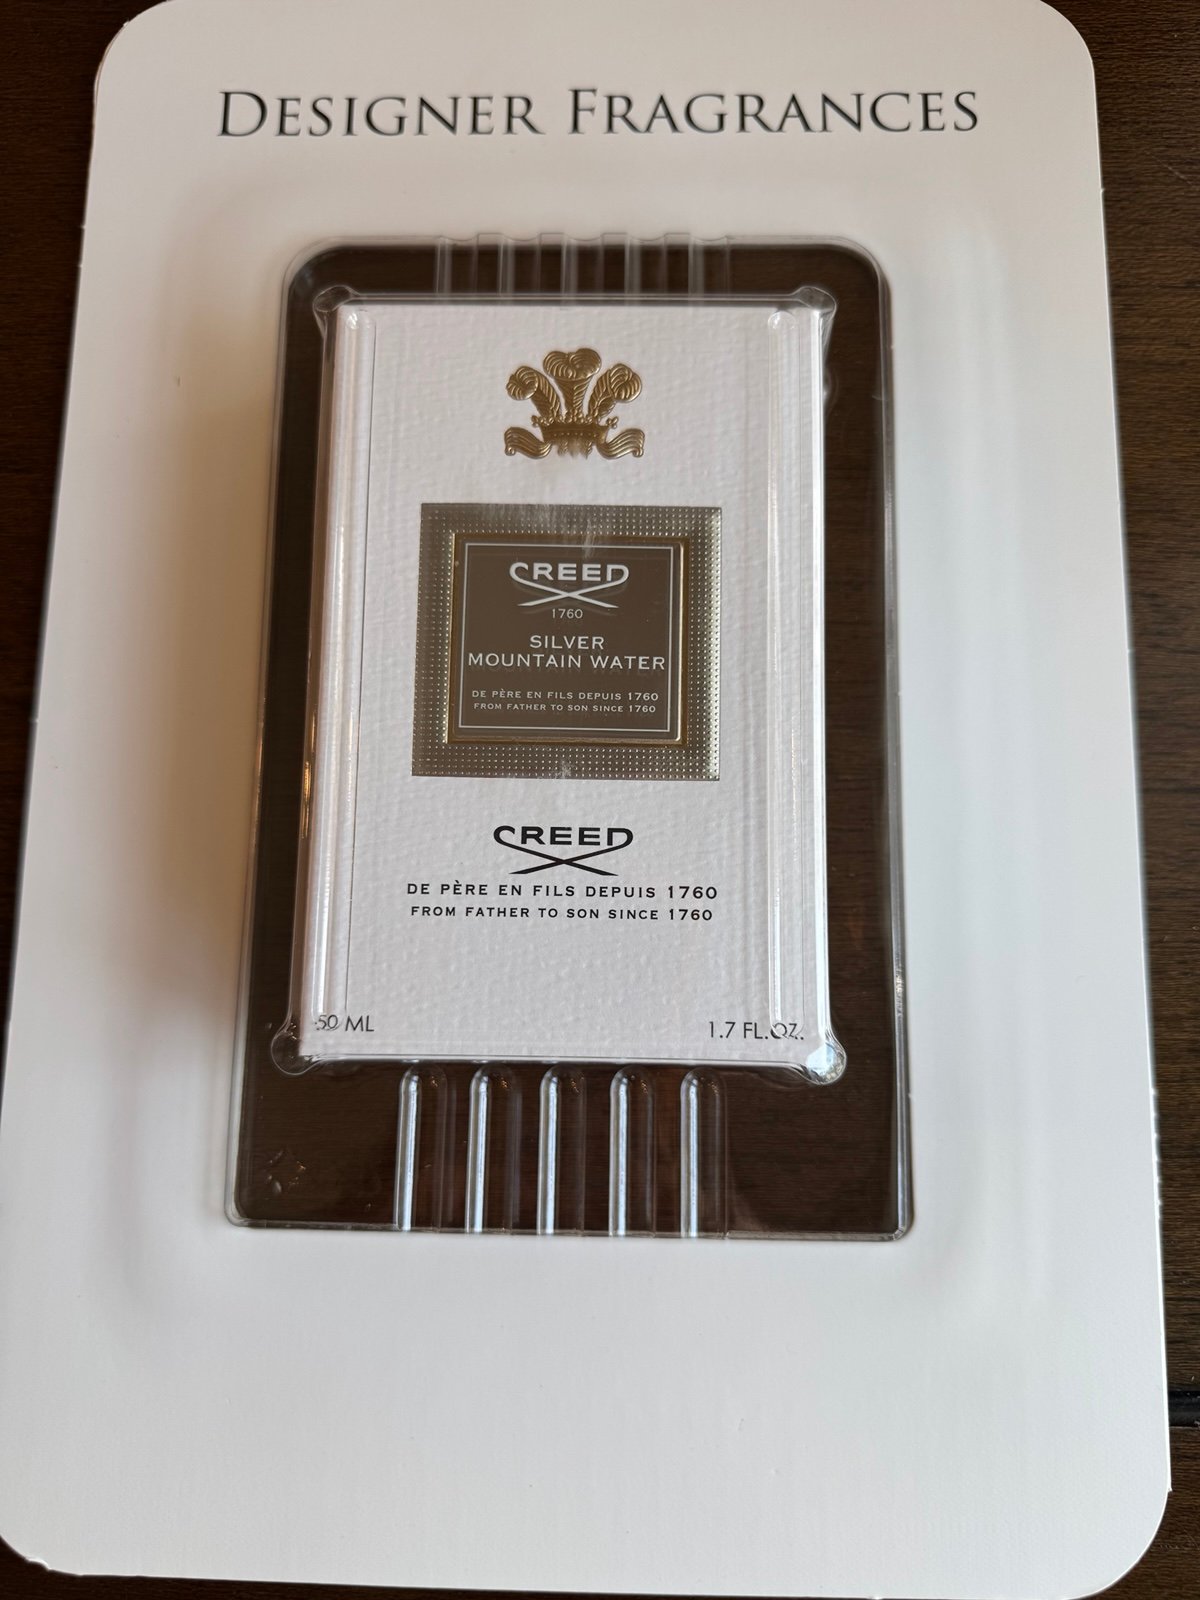 DESIGNER FRAGRANCES
CREED
1760
SILVER
MOUNTAIN WATER
DE PÈRE EN FILS DEPUIS 1760
FROM FATHER TO SON SINCE 1760
CREED
DE PÈRE EN FILS DEPUIS 1760
FROM FATHER TO SON SINCE 1760
50 ML
1.7 FL.OZ.